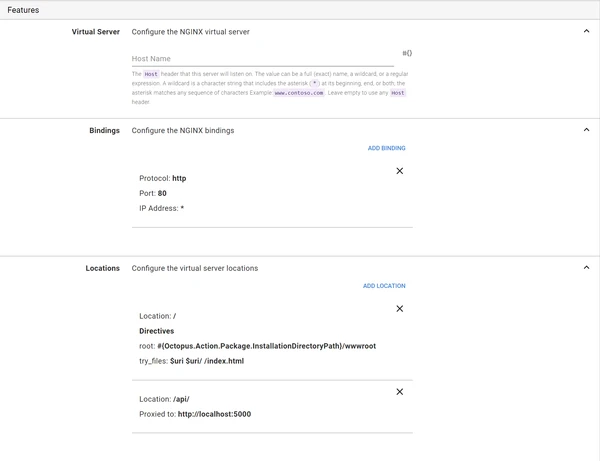 Features
Virtual Server
Configure the NGINX virtual server
Host Name
The Host header that this server will listen on. The value can be a full (exact) name, a wildcard, or a regular
expression. A wildcard is a character string that includes the asterisk (*) at its beginning, end, or both; the
asterisk matches any sequence of characters Example www.contoso.com. Leave empty to use any Host
header.
Bindings
Configure the NGINX bindings
ADD BINDING
Protocol: http
Port: 80
IP Address: *
Locations
Configure the virtual server locations
ADD LOCATION
Location: /
Directives
root: #{Octopus.Action.Package.InstallationDirectoryPath}/wwwroot
try_files: $uri $uri/ /index.html
Location: /api/
Proxied to: http://localhost:5000